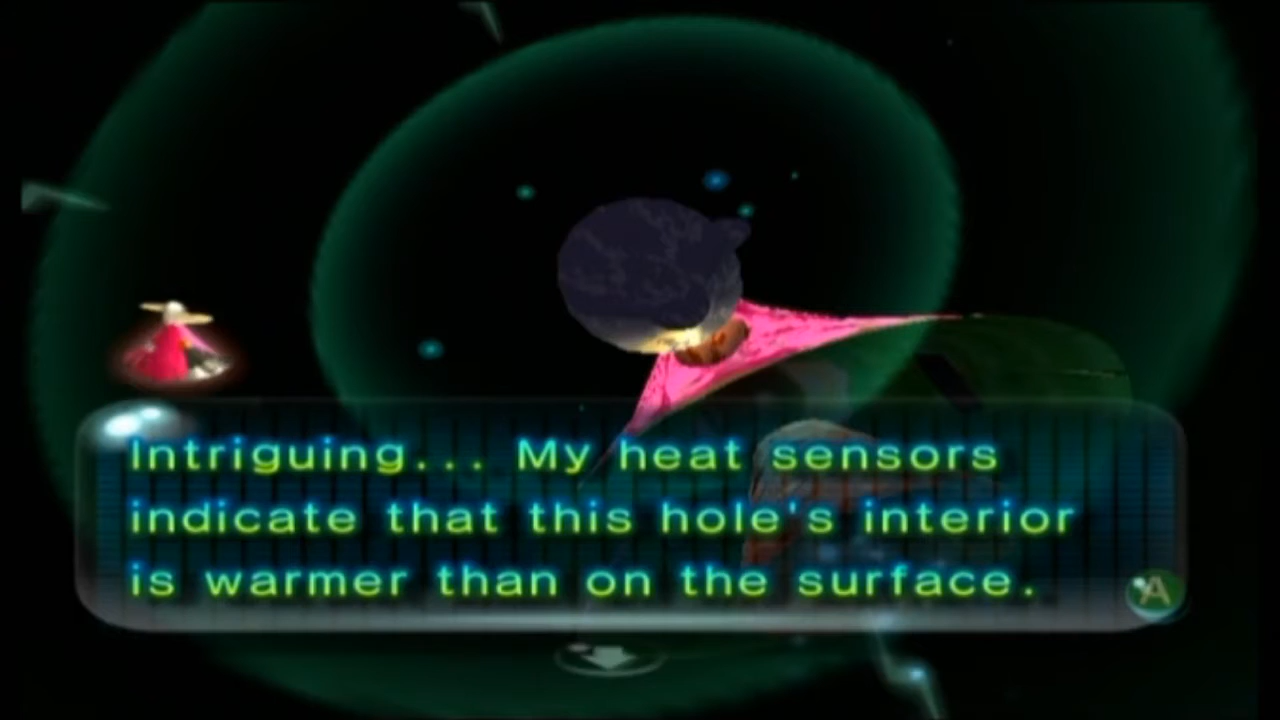 Intriguing... My heat sensors
indicate that this hole's interior
is warmer than on the surface.
A